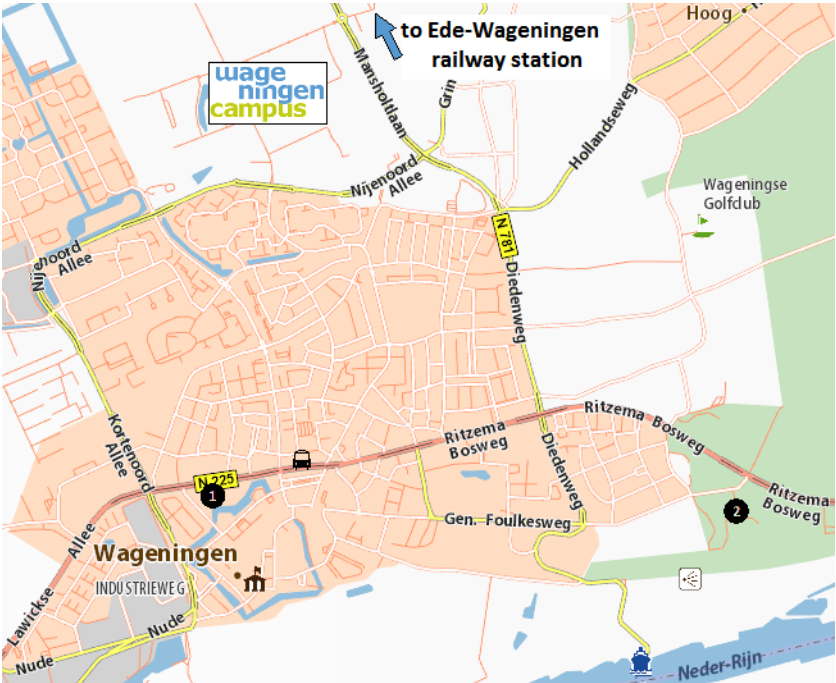 Hoog
to Ede-Wageningen
railway station
wage
ningen
campus
Mansholtlaan
Grin
Hollandseweg
Nijenoord
Allee
Wageningse
Golfclub
N 781
Nijenoord
Allee
Diedenweg
Kortenoord
Allee
Ritzema Bosweg
Ritzema
Bosweg
Diedenweg
N 225
1
Ritzema
Bosweg
2
Gen. Foulkesweg
Allee
Wageningen
INDUSTRIEWEG
Lawickse
Nude
Nude
Neder-Rijn